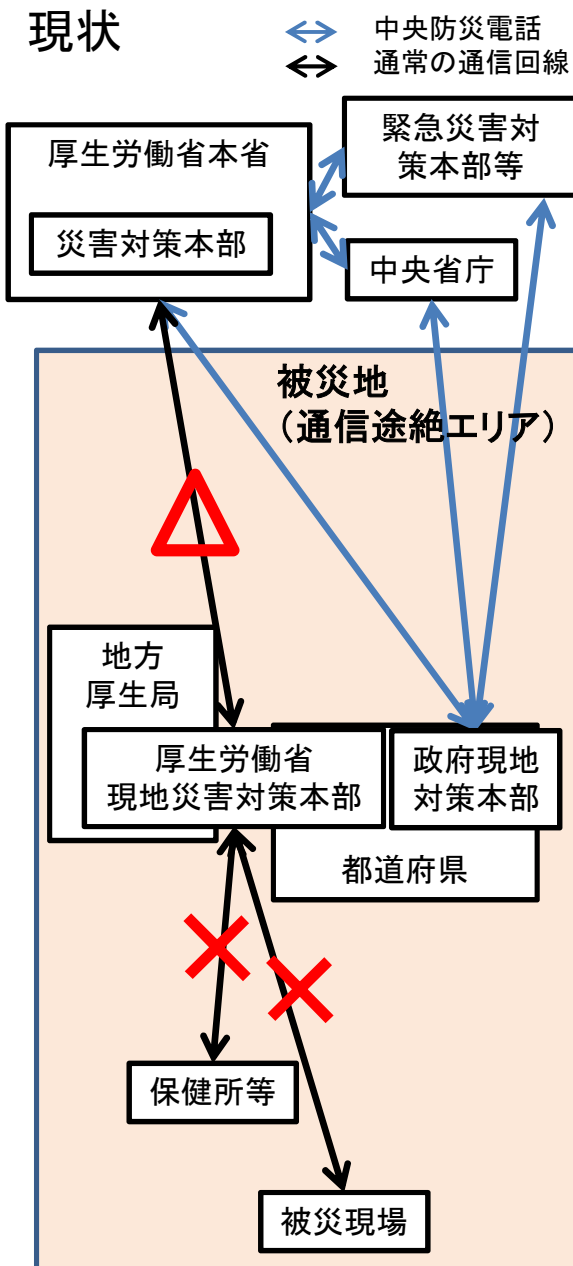 現状
中央防災電話
通常の通信回線
厚生労働省本省
災害対策本部
緊急災害対
策本部等
中央省庁
被災地
（通信途絶エリア）
地方
厚生局
厚生労働省
現地災害対策本部
政府現地
対策本部
都道府県
保健所等
被災現場